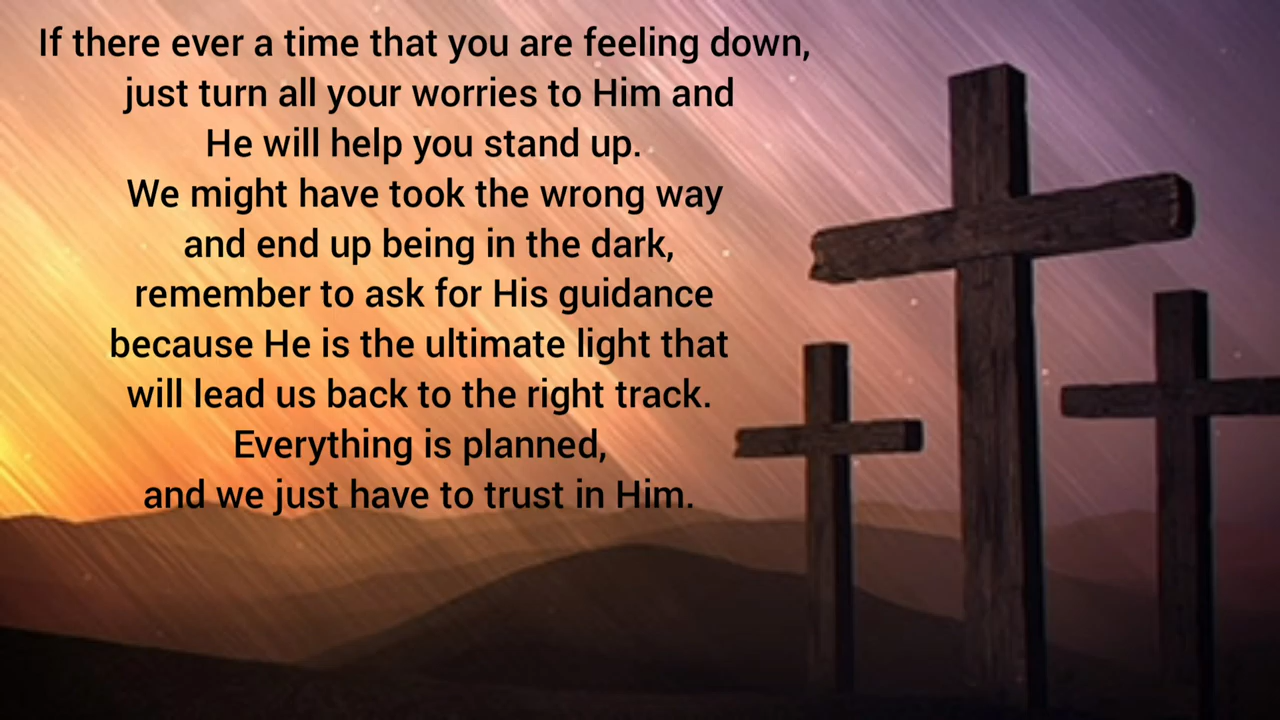 If there ever a time that you are feeling down,
just turn all your worries to Him and
He will help you stand up.
We might have took the wrong way
and end up being in the dark,
remember to ask for His guidance
because He is the ultimate light that
will lead us back to the right track.
Everything is planned,
and we just have to trust in Him.